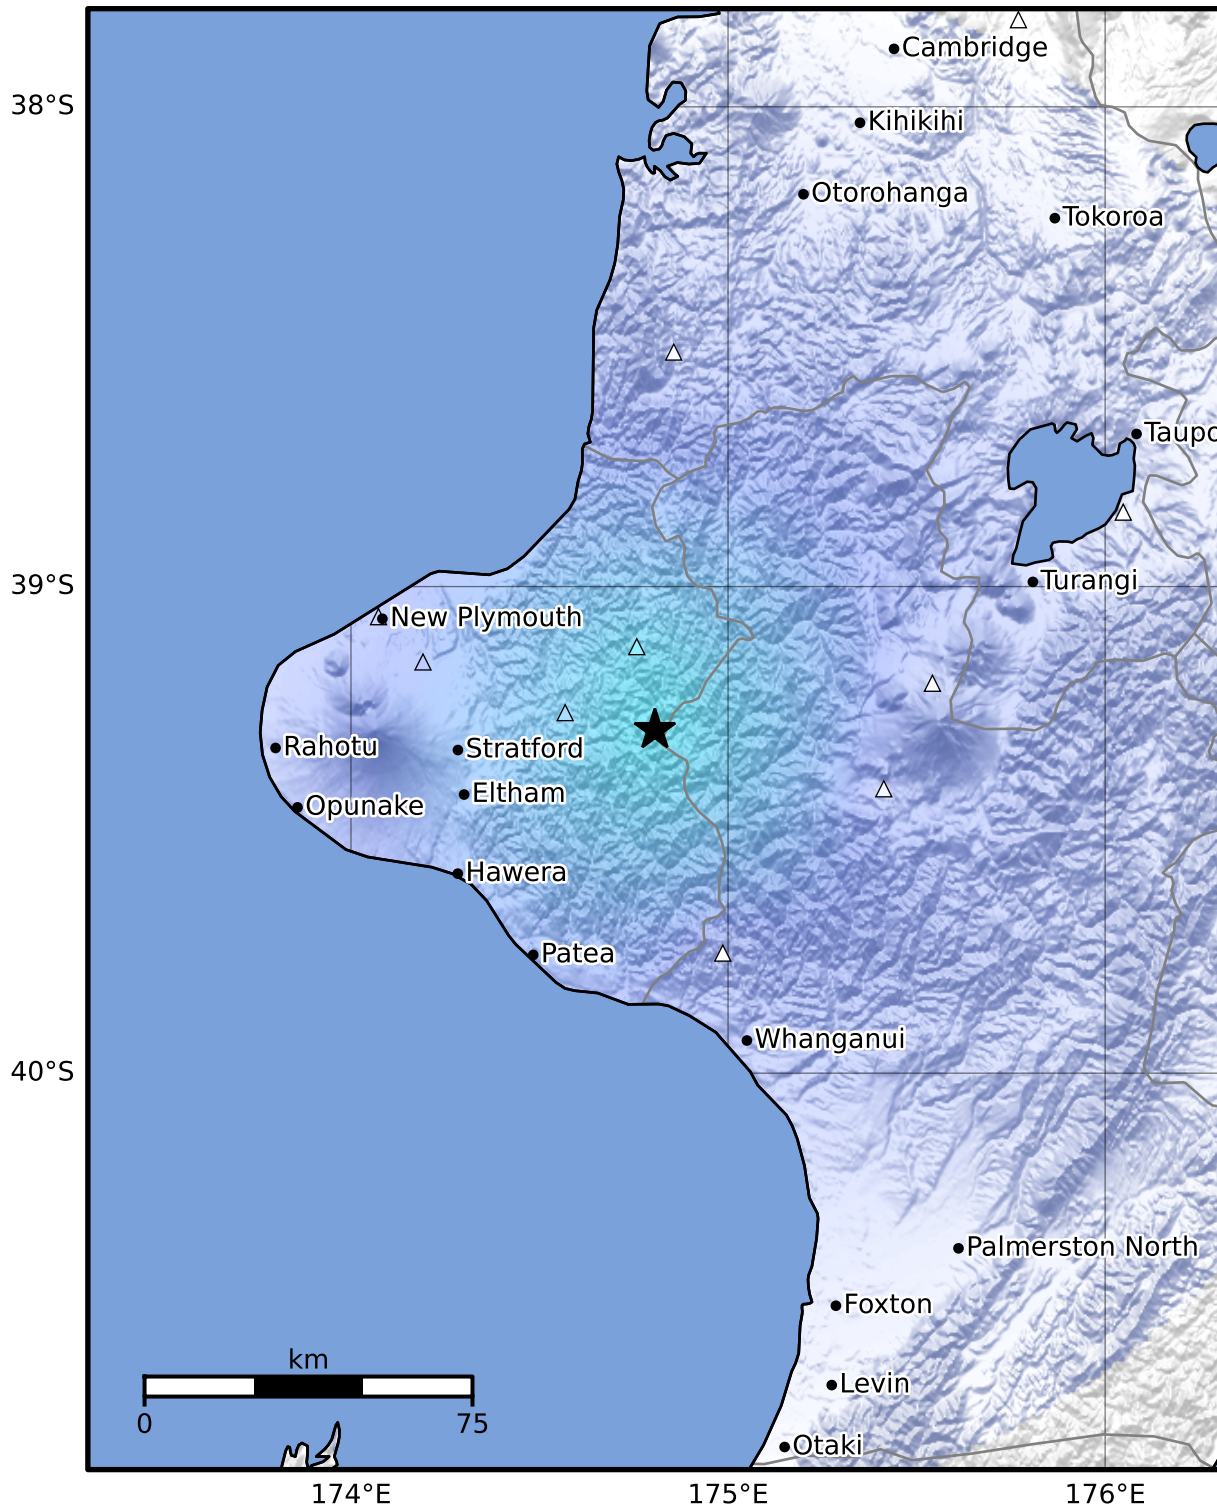 Cambridge
38°S
Kihikihi
Otorohanga
Tokoroa
Taupo
39°S
Turangi
New Plymouth
Rahotu
Stratford
Eltham
Opunake
Hawera
Patea
Whanganui
40°S
Palmerston North
Foxton
km
Levin
0
75
Otaki
174°E
175°E
176°E